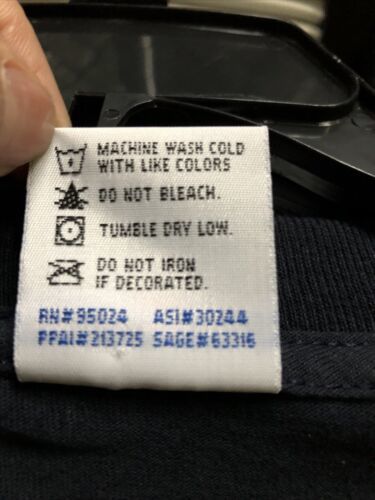 MACHINE WASH COLD
WITH LIKE COLORS
DO NOT BLEACH.
TUMBLE DRY LOW.
DO NOT IRON
IF DECORATED.
RN#95024 ASI#30244
PPAI#213725 SAGE#63316